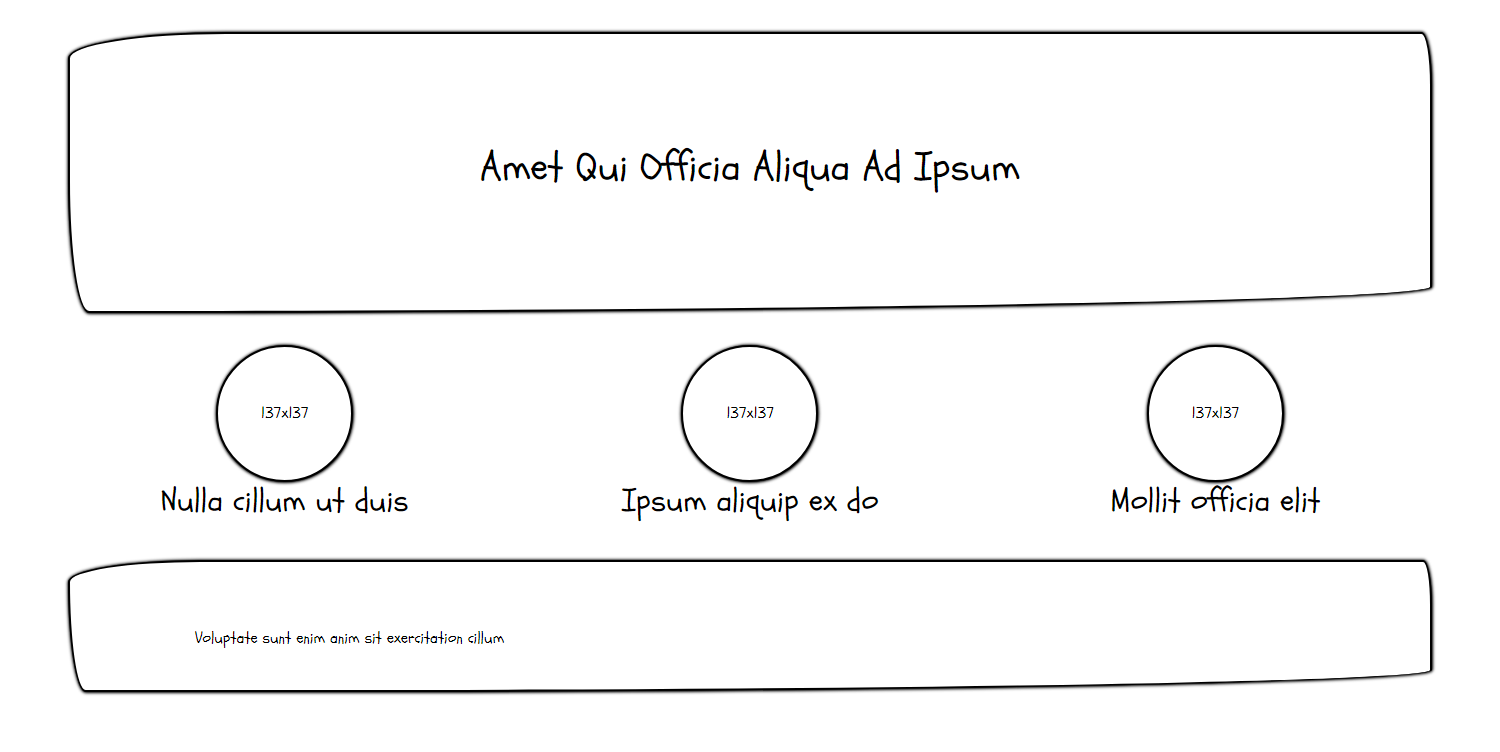 Amet Qui Officia Aliqua Ad Ipsum
137x137
137x137
137x137
Nulla cillum ut duis
Ipsum aliquip ex do
Mollit officia elit
Voluptate sunt enim anim sit exercitation cillum